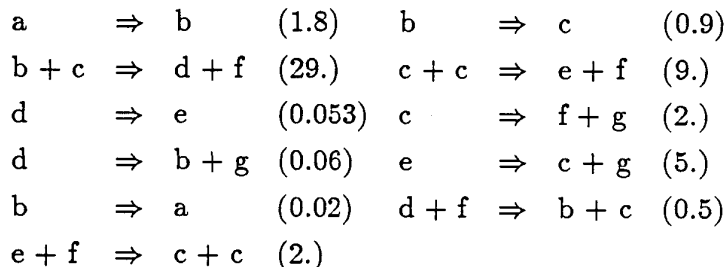 a ⇒ b (1.8) b ⇒ c (0.9)
b + c ⇒ d + f (29.) c + c ⇒ e + f (9.)
d ⇒ e (0.053) c ⇒ f + g (2.)
d ⇒ b + g (0.06) e ⇒ c + g (5.)
b ⇒ a (0.02) d + f ⇒ b + c (0.5)
e + f ⇒ c + c (2.)